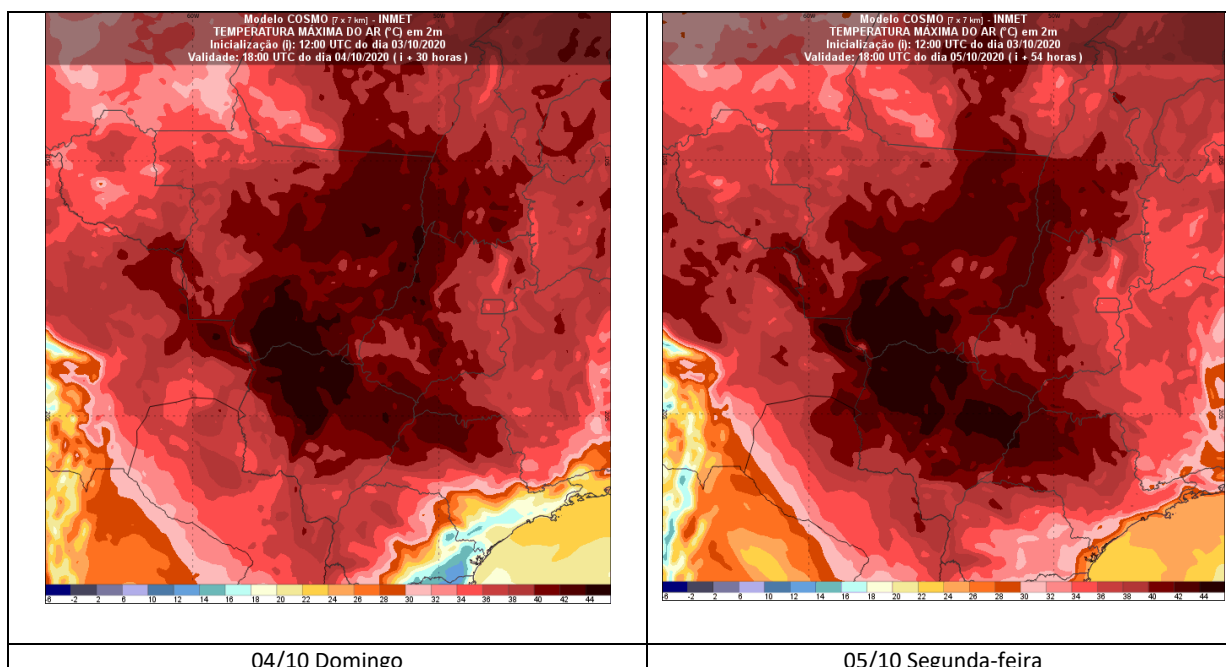 Modelo COSMO [7 x 7 km] - INMET
TEMPERATURA MÁXIMA DO AR (°C) em 2m
Inicialização (i): 12:00 UTC do dia 03/10/2020
Validade: 18:00 UTC do dia 04/10/2020 ( i + 30 horas )
60W
-6 -2 2 6 10 12 14 16 18 20 22 24 26 28 30 32 34 36 38 40 42 44
04/10 Domingo
Modelo COSMO [7 x 7 km] - INMET
TEMPERATURA MÁXIMA DO AR (°C) em 2m
Inicialização (i): 12:00 UTC do dia 03/10/2020
Validade: 18:00 UTC do dia 05/10/2020 ( i + 54 horas )
-6 -2 2 6 10 12 14 16 18 20 22 24 26 28 30 32 34 36 38 40 42 44
05/10 Segunda-feira